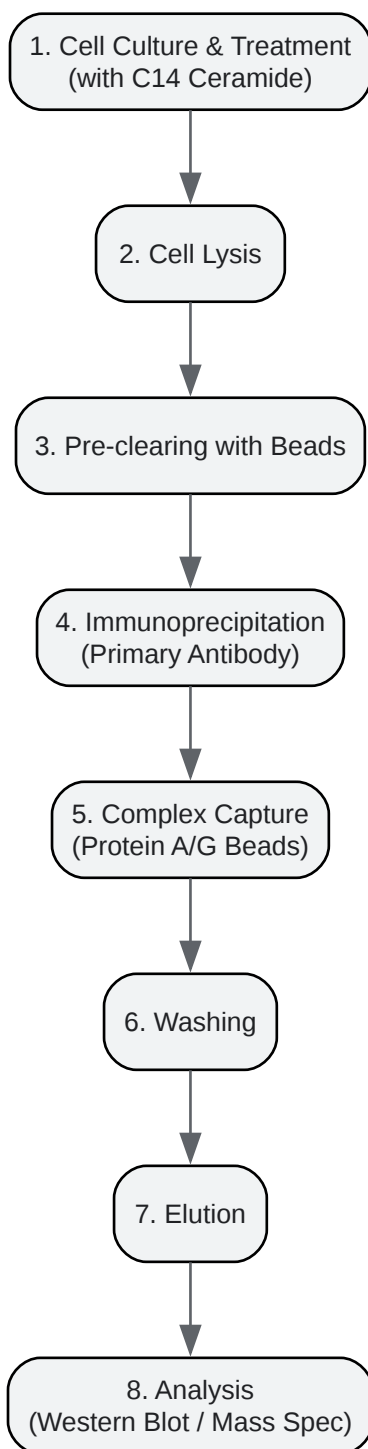 1. Cell Culture & Treatment
(with C14 Ceramide)
2. Cell Lysis
3. Pre-clearing with Beads
4. Immunoprecipitation
(Primary Antibody)
5. Complex Capture
(Protein A/G Beads)
6. Washing
7. Elution
8. Analysis
(Western Blot / Mass Spec)